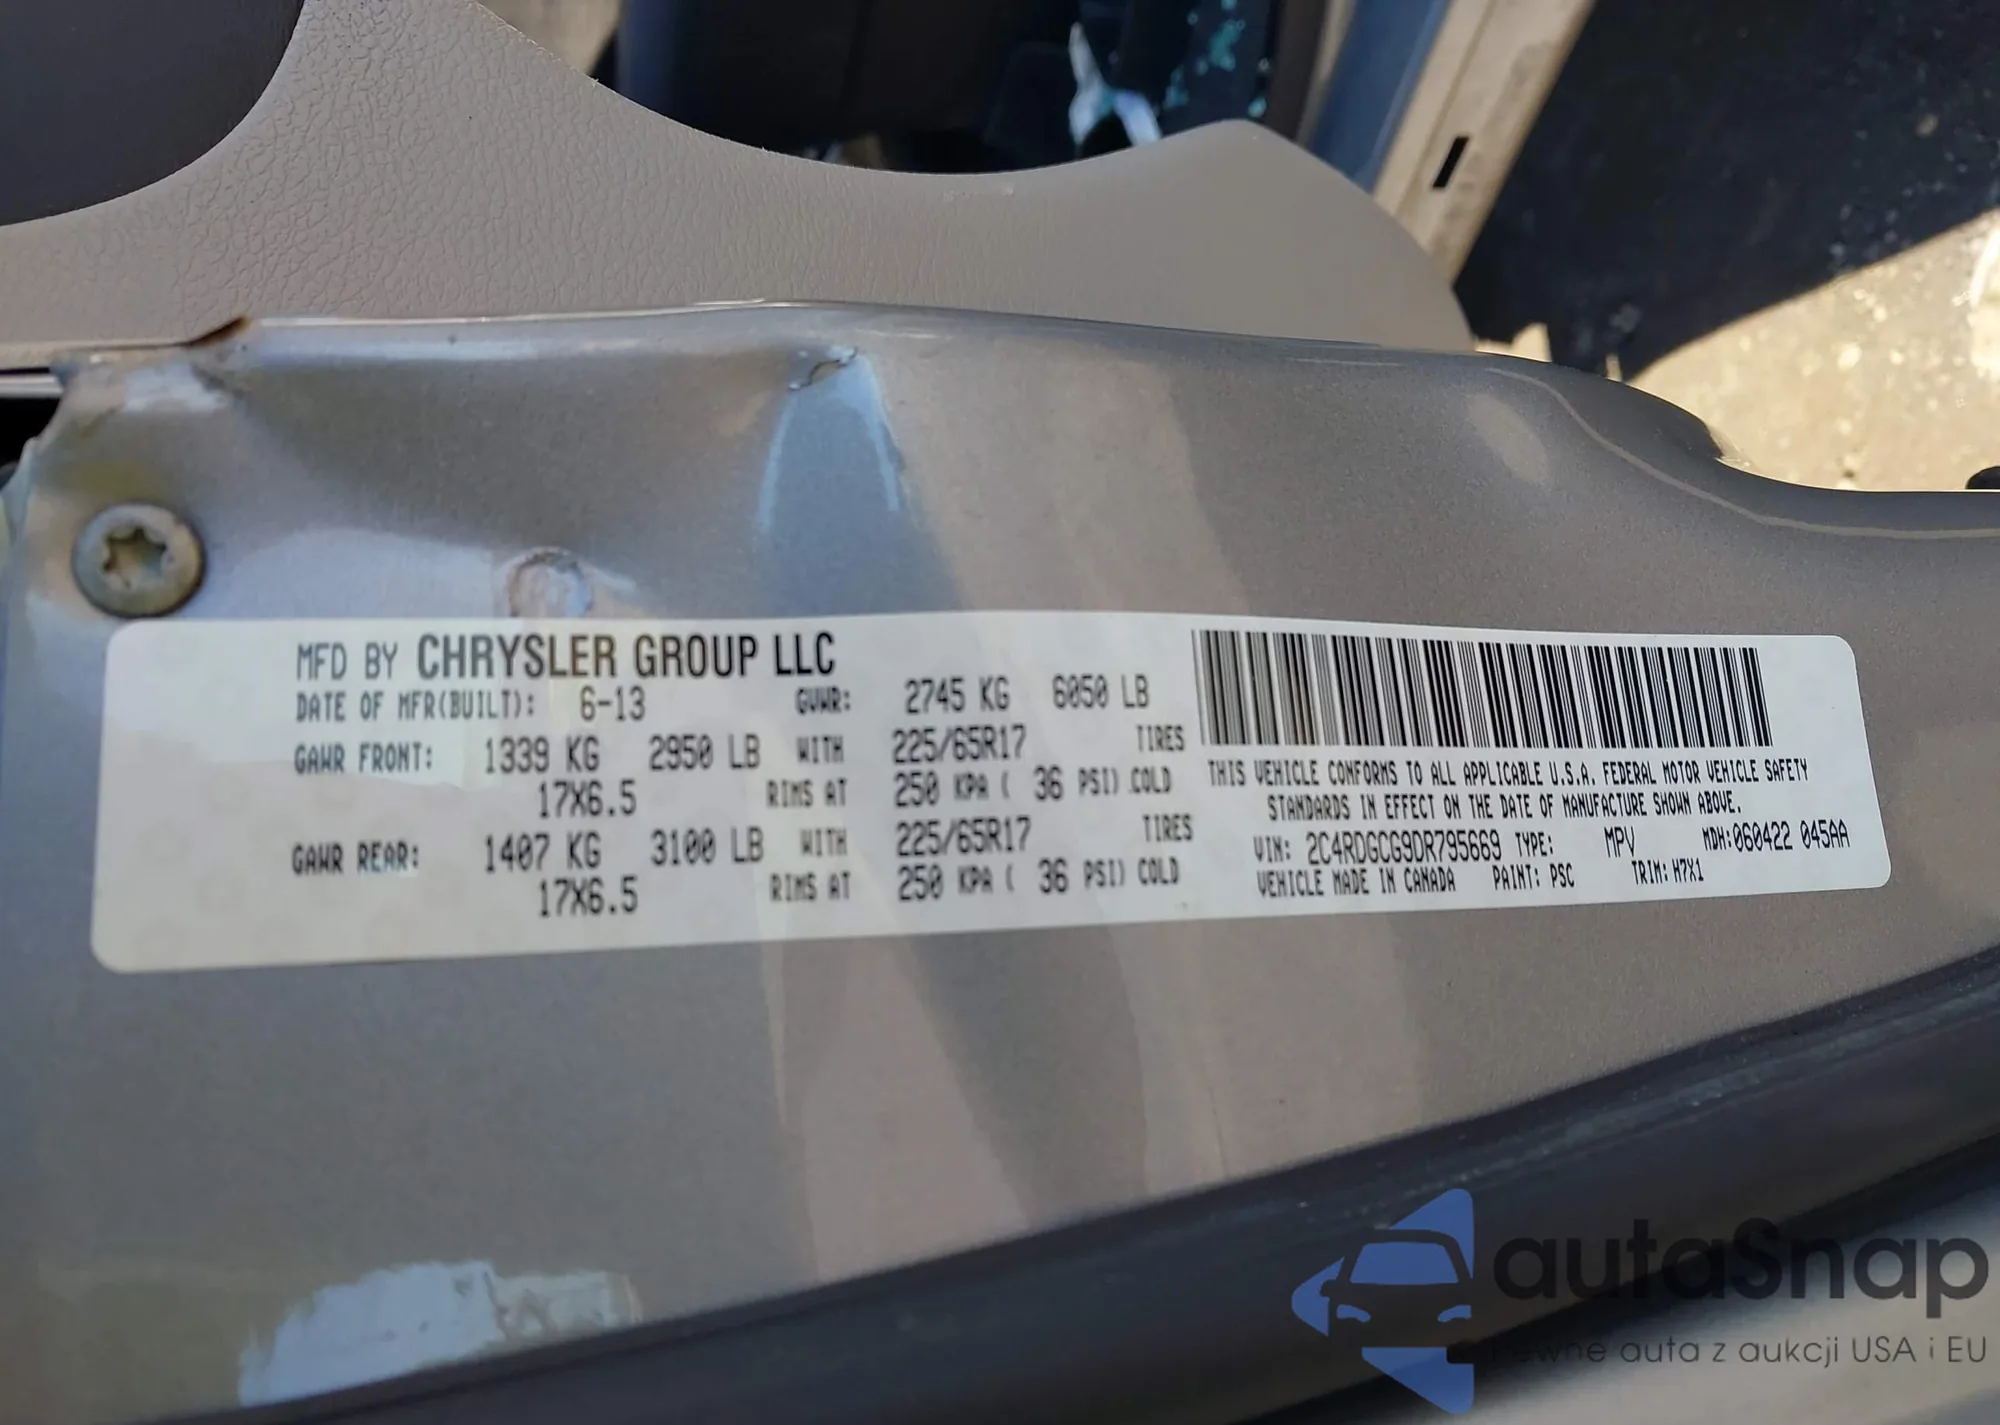 MFD BY CHRYSLER GROUP LLC
DATE OF MFR(BUILT): 6-13 GVWR: 2745 KG 6050 LB
GAWR FRONT: 1339 KG 2950 LB WITH 225/65R17 TIRES
17X6.5 RIMS AT 250 KPA ( 36 PSI) COLD
GAWR REAR: 1407 KG 3100 LB WITH 225/65R17 TIRES
17X6.5 RIMS AT 250 KPA ( 36 PSI) COLD
THIS VEHICLE CONFORMS TO ALL APPLICABLE U.S.A. FEDERAL MOTOR VEHICLE SAFETY
STANDARDS IN EFFECT ON THE DATE OF MANUFACTURE SHOWN ABOVE.
VIN: 2C4RDGCG9DR795669 TYPE: MPV MDH:060422 045AA
VEHICLE MADE IN CANADA PAINT: PSC TRIM: H7X1
autaSnap
Pewne auta z aukcji USA i EU